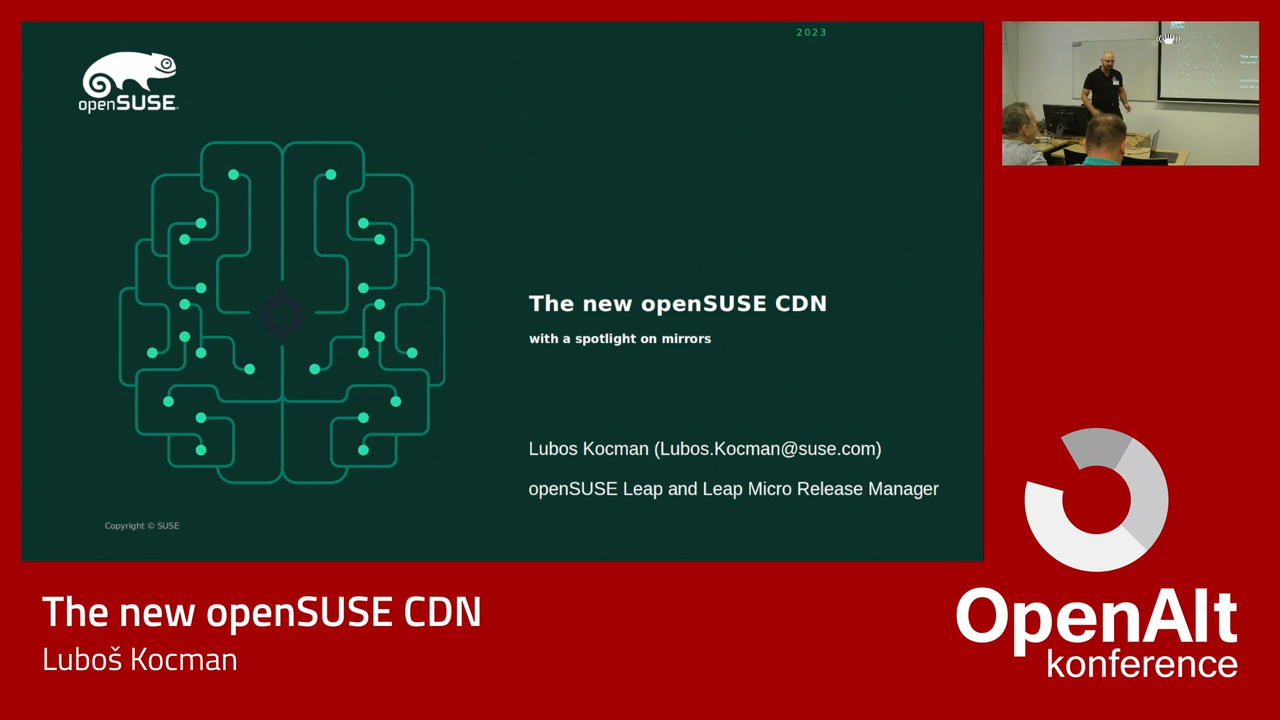 2023
openSUSE
The new openSUSE CDN
with a spotlight on mirrors
Lubos Kocman (Lubos.Kocman@suse.com)
openSUSE Leap and Leap Micro Release Manager
Copyright © SUSE
The new openSUSE CDN
Luboš Kocman
OpenAlt
konference